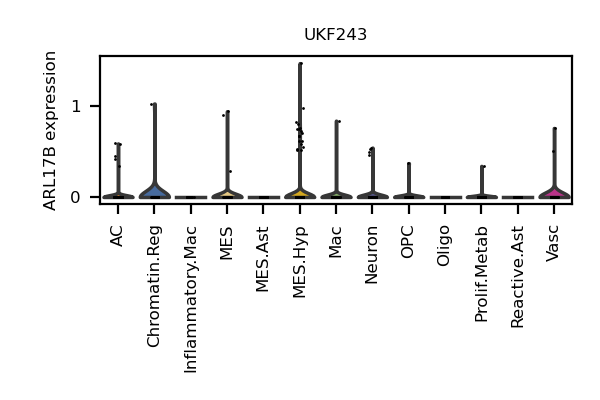 UKF243
ARL17B expression
1
0
AC
Chromatin.Reg
Inflammatory.Mac
MES
MES.Ast
MES.Hyp
Mac
Neuron
OPC
Oligo
Prolif.Metab
Reactive.Ast
Vasc